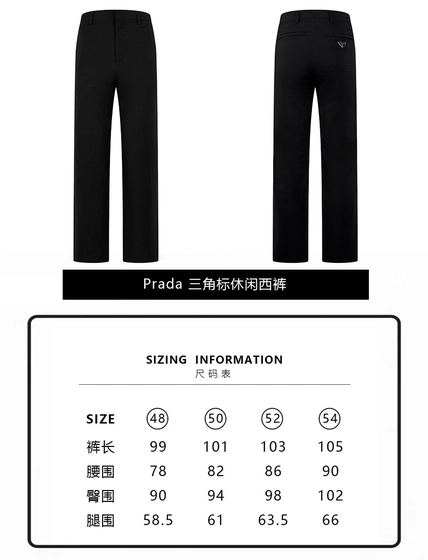 Prada 三角标休闲西裤
SIZING INFORMATION
尺码表
SIZE 48 50 52 54
裤长 99 101 103 105
腰围 78 82 86 90
臀围 90 94 98 102
腿围 58.5 61 63.5 66